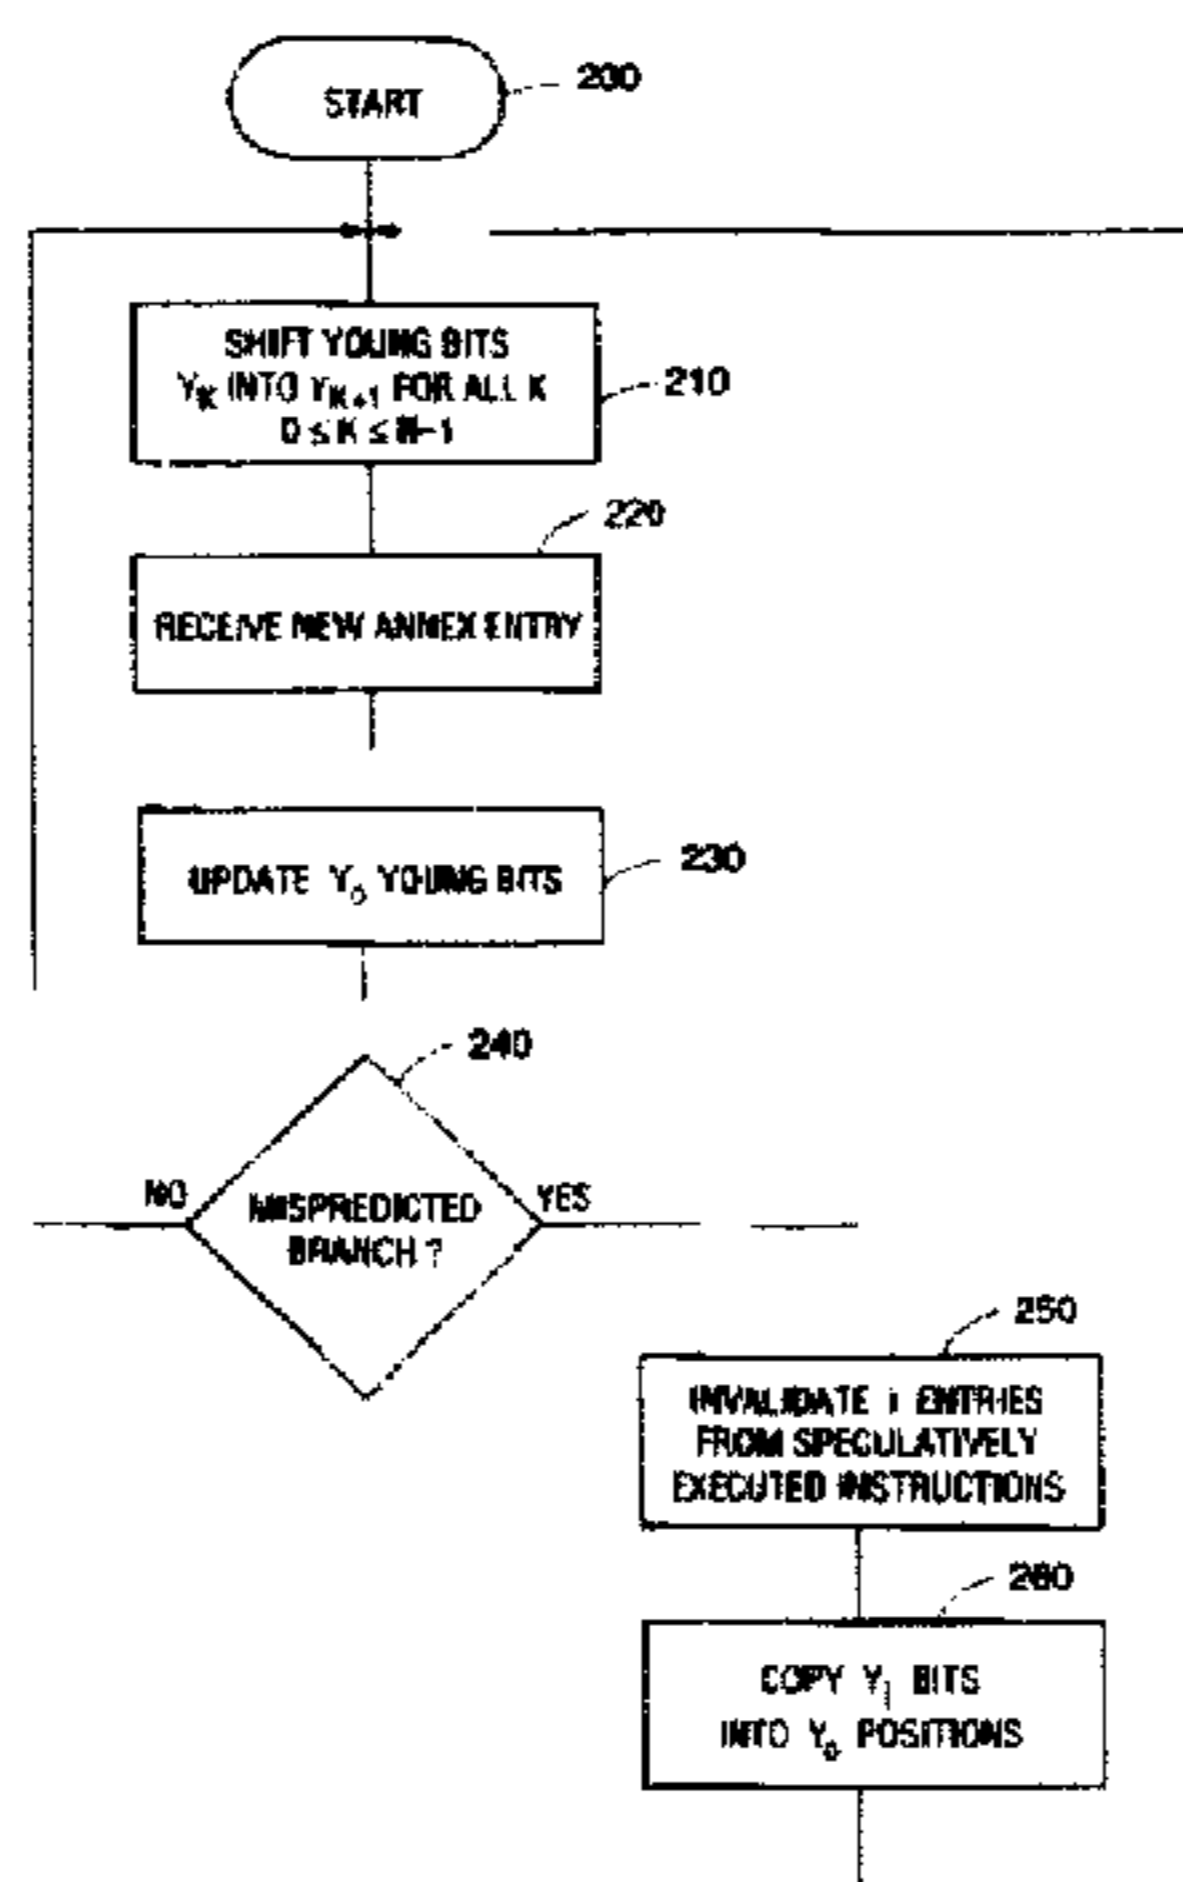 START
200
SHIFT YOUNG BITS
Y_K INTO Y_K+1 FOR ALL K
0 ≤ K ≤ N-1
210
220
RECEIVE NEW ANNEX ENTRY
UPDATE Y_0 YOUNG BITS
230
240
NO
MISPREDICTED
BRANCH ?
YES
250
INVALIDATE i ENTRIES
FROM SPECULATIVELY
EXECUTED INSTRUCTIONS
260
COPY Y_i BITS
INTO Y_0 POSITIONS